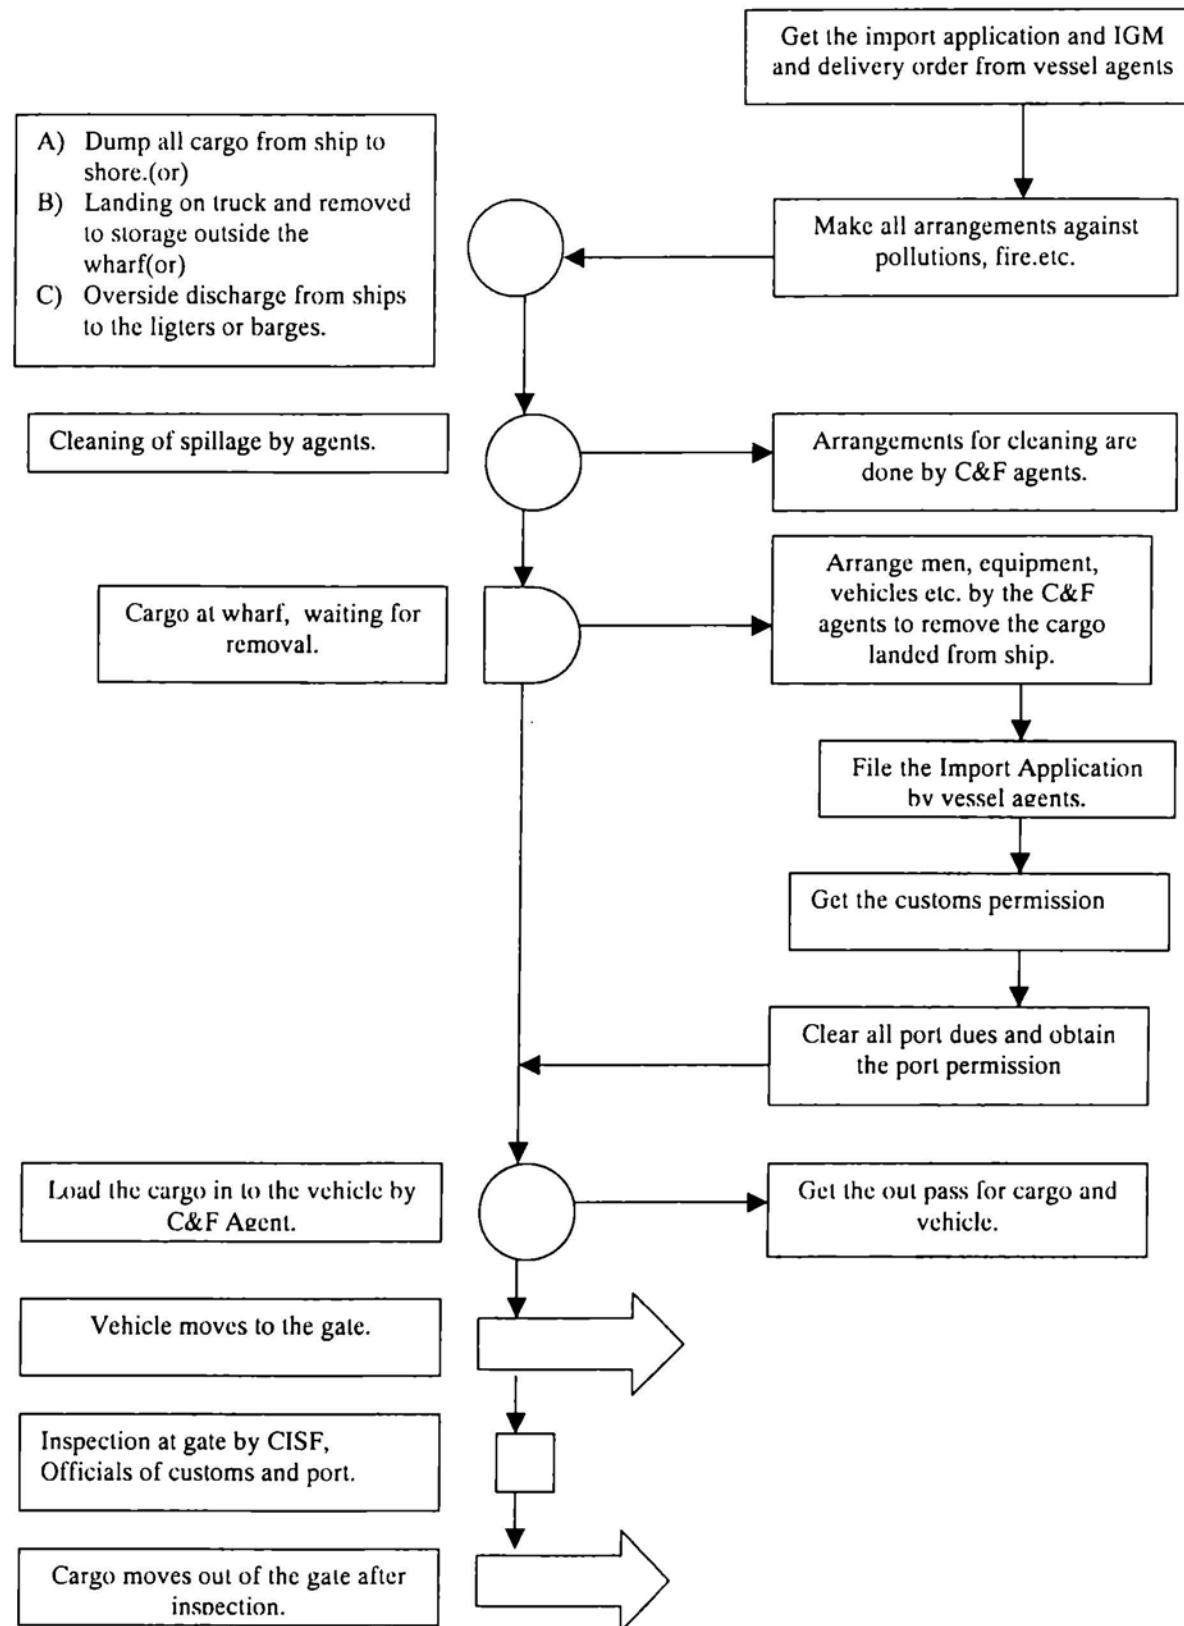 Get the import application and IGM
and delivery order from vessel agents
A) Dump all cargo from ship to
shore.(or)
B) Landing on truck and removed
to storage outside the
wharf(or)
C) Overside discharge from ships
to the ligters or barges.
Make all arrangements against
pollutions, fire.etc.
Cleaning of spillage by agents.
Arrangements for cleaning are
done by C&F agents.
Cargo at wharf, waiting for
removal.
Arrange men, equipment,
vehicles etc. by the C&F
agents to remove the cargo
landed from ship.
File the Import Application
by vessel agents.
Get the customs permission
Clear all port dues and obtain
the port permission
Load the cargo in to the vehicle by
C&F Agent.
Get the out pass for cargo and
vehicle.
Vehicle moves to the gate.
Inspection at gate by CISF,
Officials of customs and port.
Cargo moves out of the gate after
inspection.